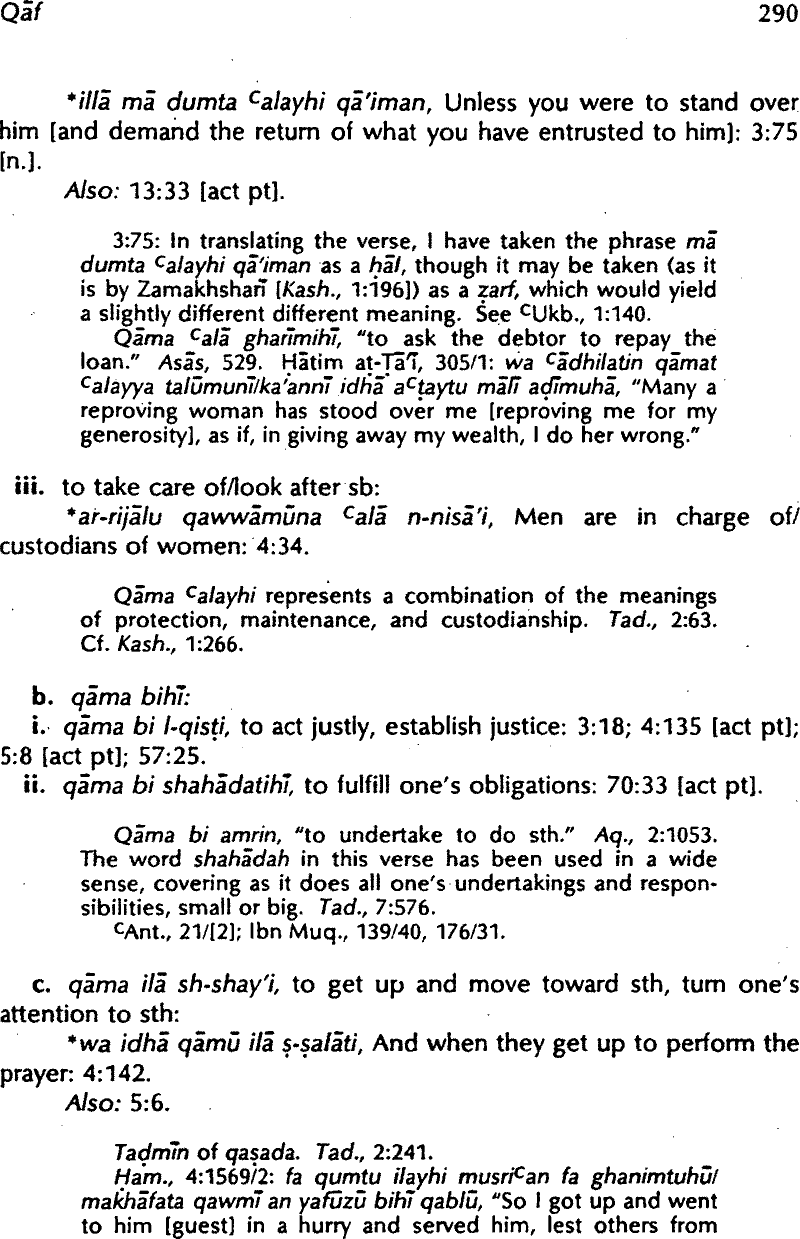 Qāf 290
*illā mā dumta ᶜalayhi qā'iman, Unless you were to stand over
him [and demand the return of what you have entrusted to him]: 3:75
[n.].
Also: 13:33 [act pt].
3:75: In translating the verse, I have taken the phrase mā
dumta ᶜalayhi qā'iman as a ḥāl, though it may be taken (as it
is by Zamakhsharī [Kash., 1:196]) as a ẓarf, which would yield
a slightly different different meaning. See ᶜUkb., 1:140.
Qāma ᶜalā gharīmihī, “to ask the debtor to repay the
loan.” Asās, 529. Ḥātim aṭ-Ṭā'ī, 305/1: wa ᶜādhilatin qāmat
ᶜalayya talūmunī/ka'annī idhā aᶜṭaytu mālī aḍīmuhā, “Many a
reproving woman has stood over me [reproving me for my
generosity], as if, in giving away my wealth, I do her wrong.”
iii. to take care of/look after sb:
*ar-rijālu qawwāmūna ᶜalā n-nisā'i, Men are in charge of/
custodians of women: 4:34.
Qāma ᶜalayhi represents a combination of the meanings
of protection, maintenance, and custodianship. Tad., 2:63.
Cf. Kash., 1:266.
b. qāma bihī:
i. qāma bi l-qisṭi, to act justly, establish justice: 3:18; 4:135 [act pt];
5:8 [act pt]; 57:25.
ii. qāma bi shahādatihī, to fulfill one's obligations: 70:33 [act pt].
Qāma bi amrin, “to undertake to do sth.” Aq., 2:1053.
The word shahādah in this verse has been used in a wide
sense, covering as it does all one's undertakings and respon-
sibilities, small or big. Tad., 7:576.
ᶜAnt., 21/[2]; Ibn Muq., 139/40, 176/31.
c. qāma ilā sh-shay'i, to get up and move toward sth, turn one's
attention to sth:
*wa idhā qāmū ilā ṣ-ṣalāti, And when they get up to perform the
prayer: 4:142.
Also: 5:6.
Taḍmīn of qaṣada. Tad., 2:241.
Ḥam., 4:1569/2: fa qumtu ilayhi musriᶜan fa ghanimtuhū/
makhāfata qawmī an yafūzū bihī qablū, “So I got up and went
to him [guest] in a hurry and served him, lest others from